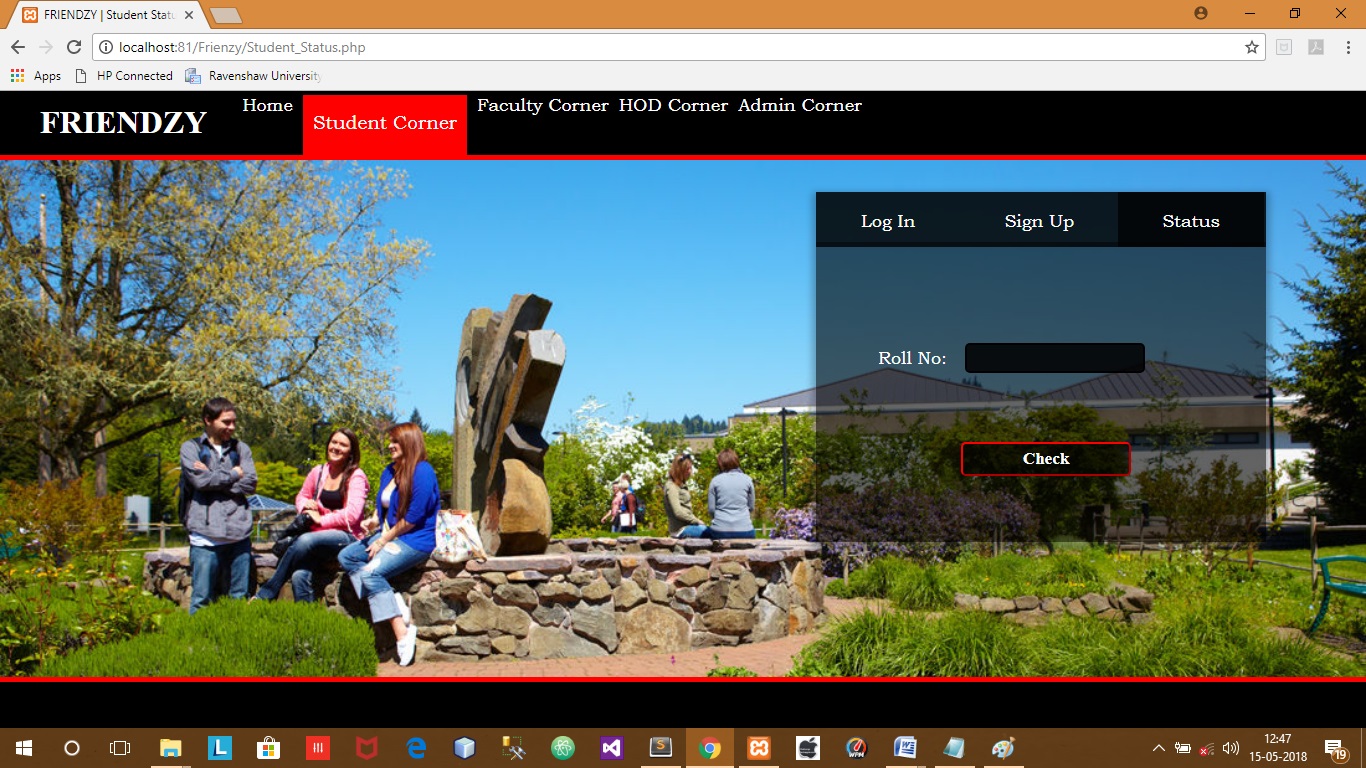 FRIENDZY | Student Statu
localhost:81/Frienzy/Student_Status.php
Apps HP Connected Ravenshaw University
FRIENDZY Home Student Corner Faculty Corner HOD Corner Admin Corner
Log In Sign Up Status
Roll No:
Check
L
WPM
12:47
15-05-2018
19